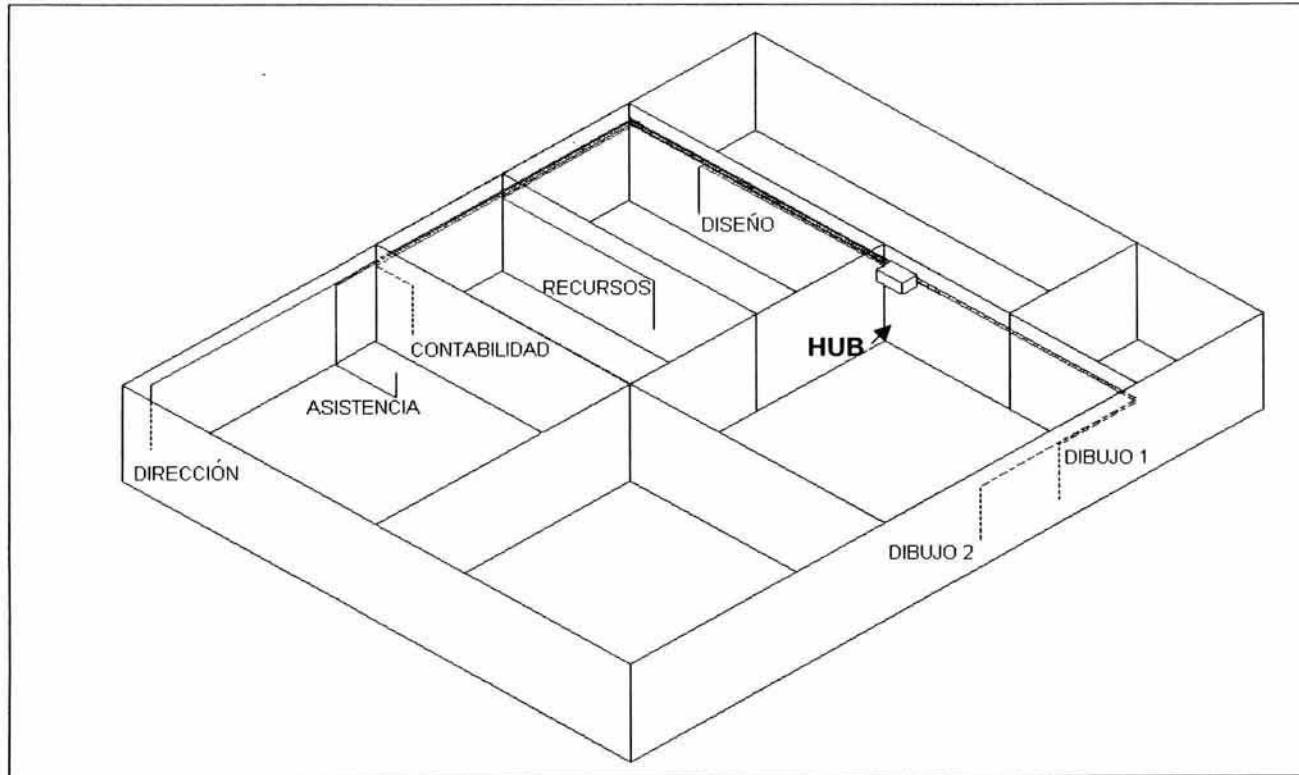 DISEÑO
RECURSOS
HUB
CONTABILIDAD
ASISTENCIA
DIRECCIÓN
DIBUJO 1
DIBUJO 2